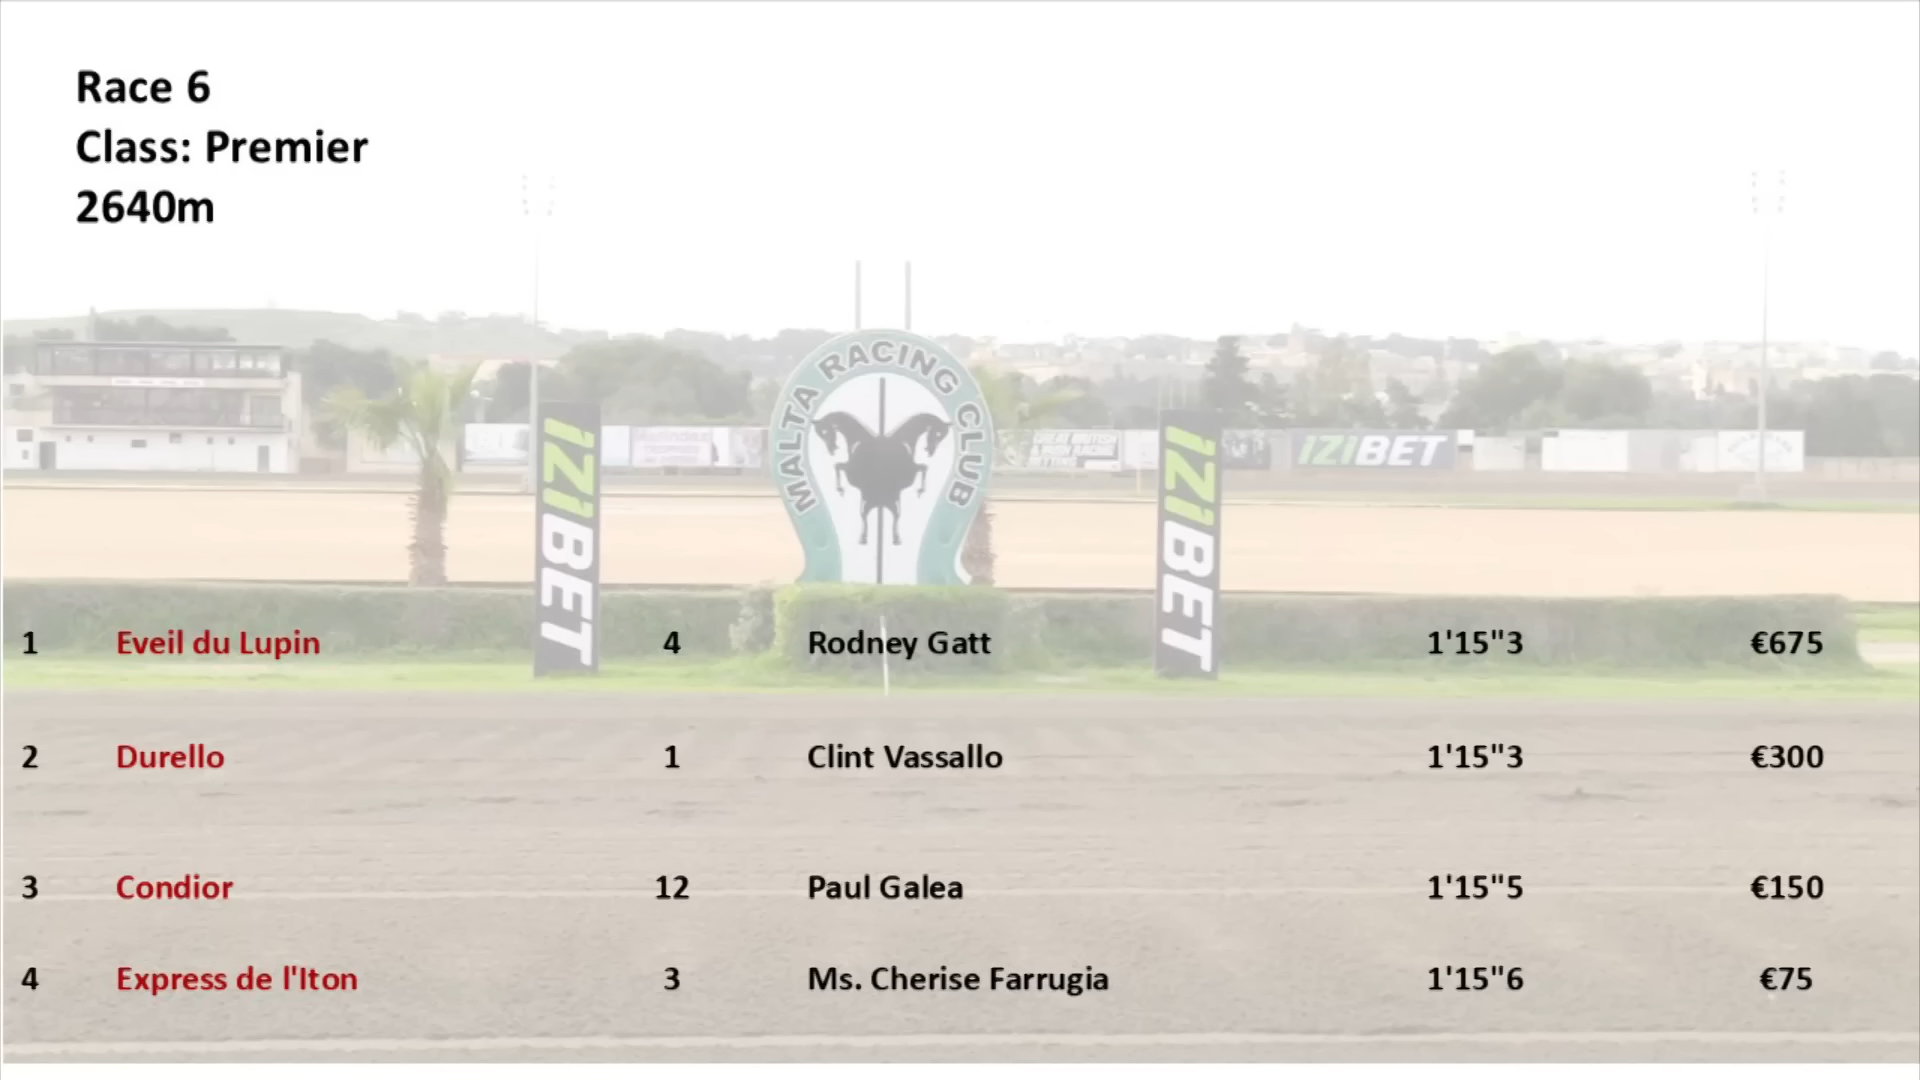 Race 6
Class: Premier
2640m
MALTA RACING CLUB
IZIBET
IZIBET
IZIBET
1 Eveil du Lupin 4 Rodney Gatt 1'15"3 €675
2 Durello 1 Clint Vassallo 1'15"3 €300
3 Condior 12 Paul Galea 1'15"5 €150
4 Express de l'Iton 3 Ms. Cherise Farrugia 1'15"6 €75